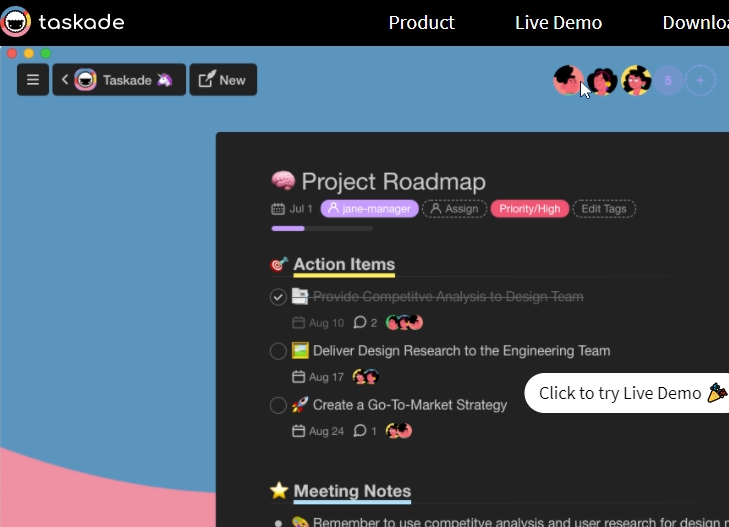 taskade Product Live Demo Downloa
Taskade New 5 +
Project Roadmap
Jul 1 jane-manager Assign Priority/High Edit Tags
Action Items
Provide Competitve Analysis to Design Team
Aug 10 2
Deliver Design Research to the Engineering Team
Aug 17
Click to try Live Demo
Create a Go-To-Market Strategy
Aug 24 1
Meeting Notes
Remember to use competitve analysis and user research for design